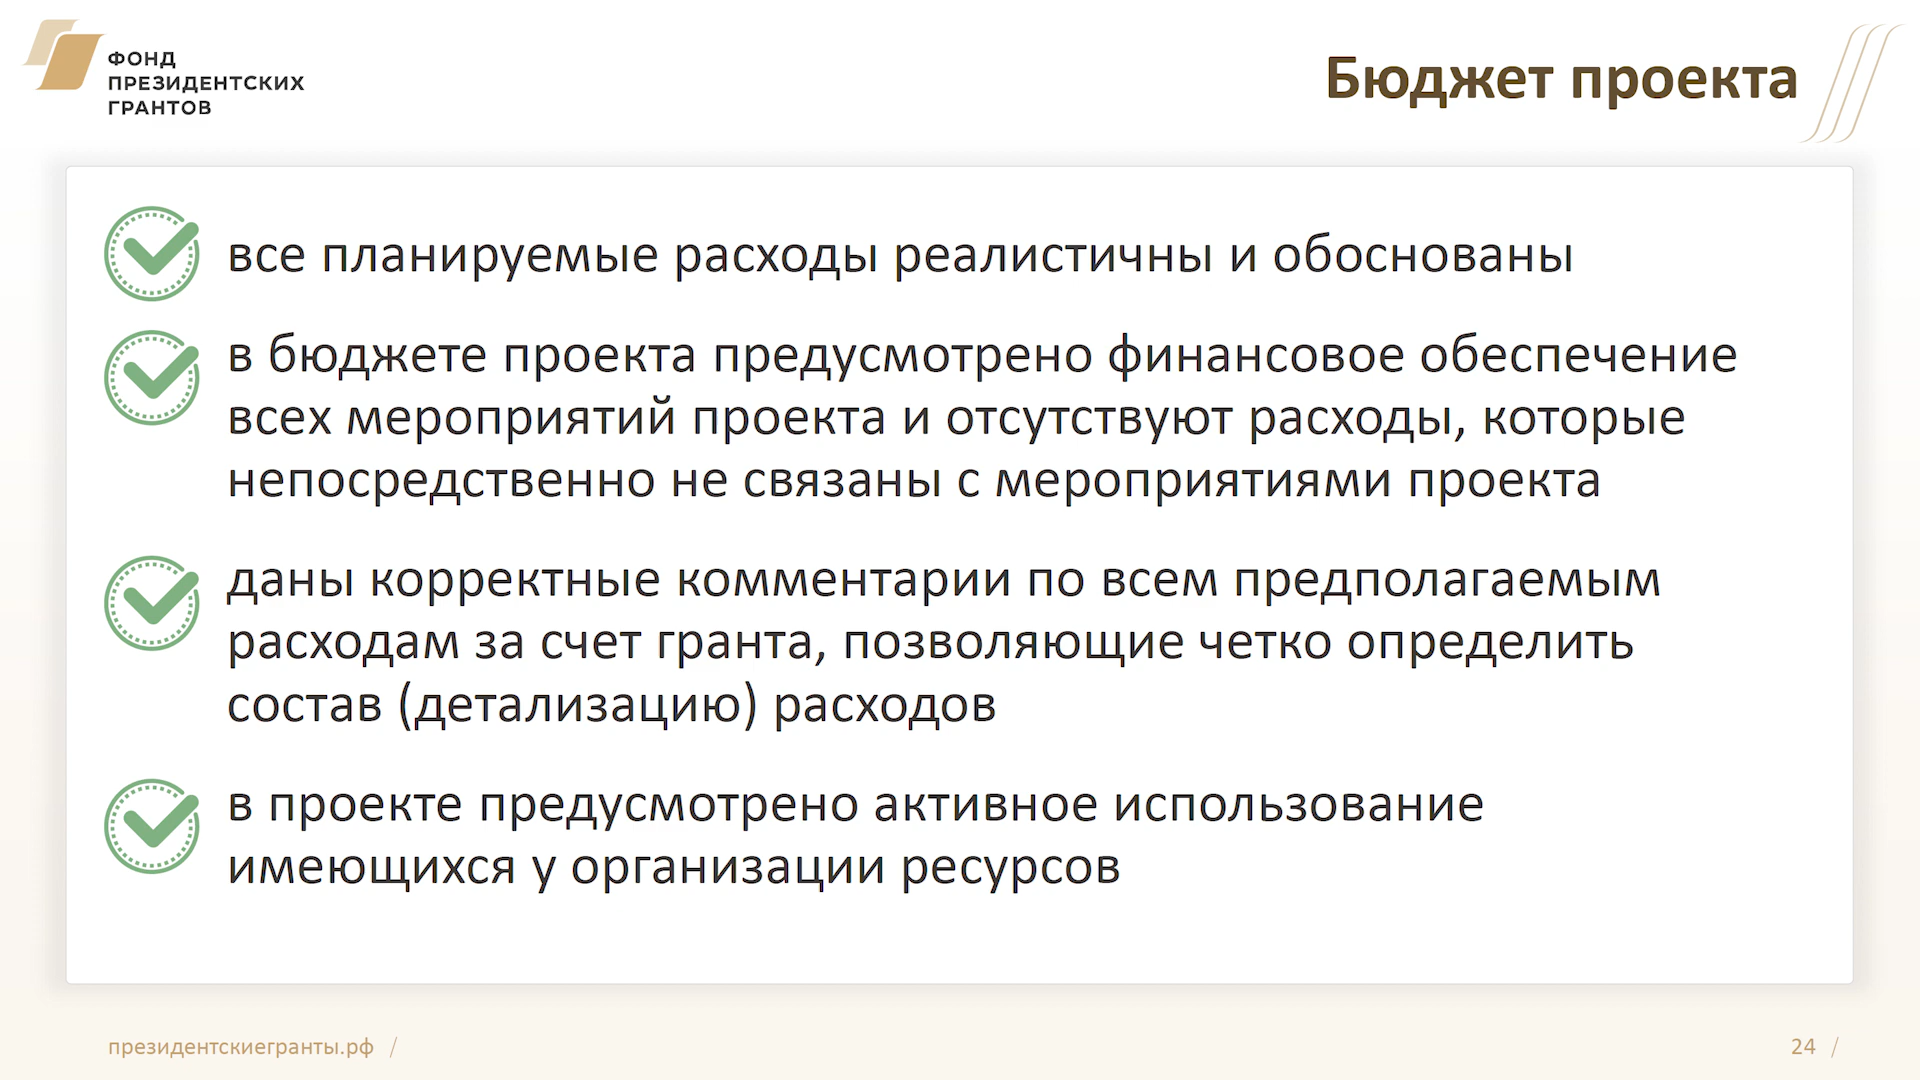 ФОНД
ПРЕЗИДЕНТСКИХ
ГРАНТОВ
Бюджет проекта
все планируемые расходы реалистичны и обоснованы
в бюджете проекта предусмотрено финансовое обеспечение
всех мероприятий проекта и отсутствуют расходы, которые
непосредственно не связаны с мероприятиями проекта
даны корректные комментарии по всем предполагаемым
расходам за счет гранта, позволяющие четко определить
состав (детализацию) расходов
в проекте предусмотрено активное использование
имеющихся у организации ресурсов
президентскиегранты.рф /
24 /